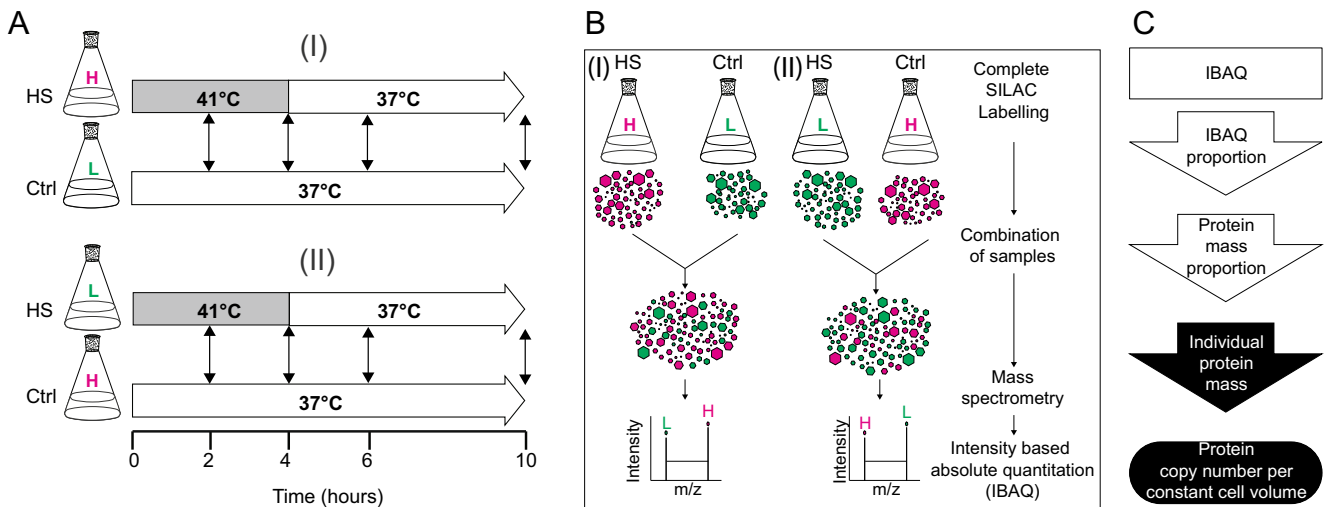 A
(I)
H
HS
41°C
37°C
L
Ctrl
37°C
(II)
L
HS
41°C
37°C
H
Ctrl
37°C
0
2
4
6
10
Time (hours)
B
(I)
HS
Ctrl
(II)
HS
Ctrl
H
L
L
H
Complete
SILAC
Labelling
Combination
of samples
Mass
spectrometry
Intensity based
absolute quantitation
(IBAQ)
Intensity
L
H
m/z
Intensity
H
L
m/z
C
IBAQ
IBAQ
proportion
Protein
mass
proportion
Individual
protein
mass
Protein
copy number per
constant cell volume